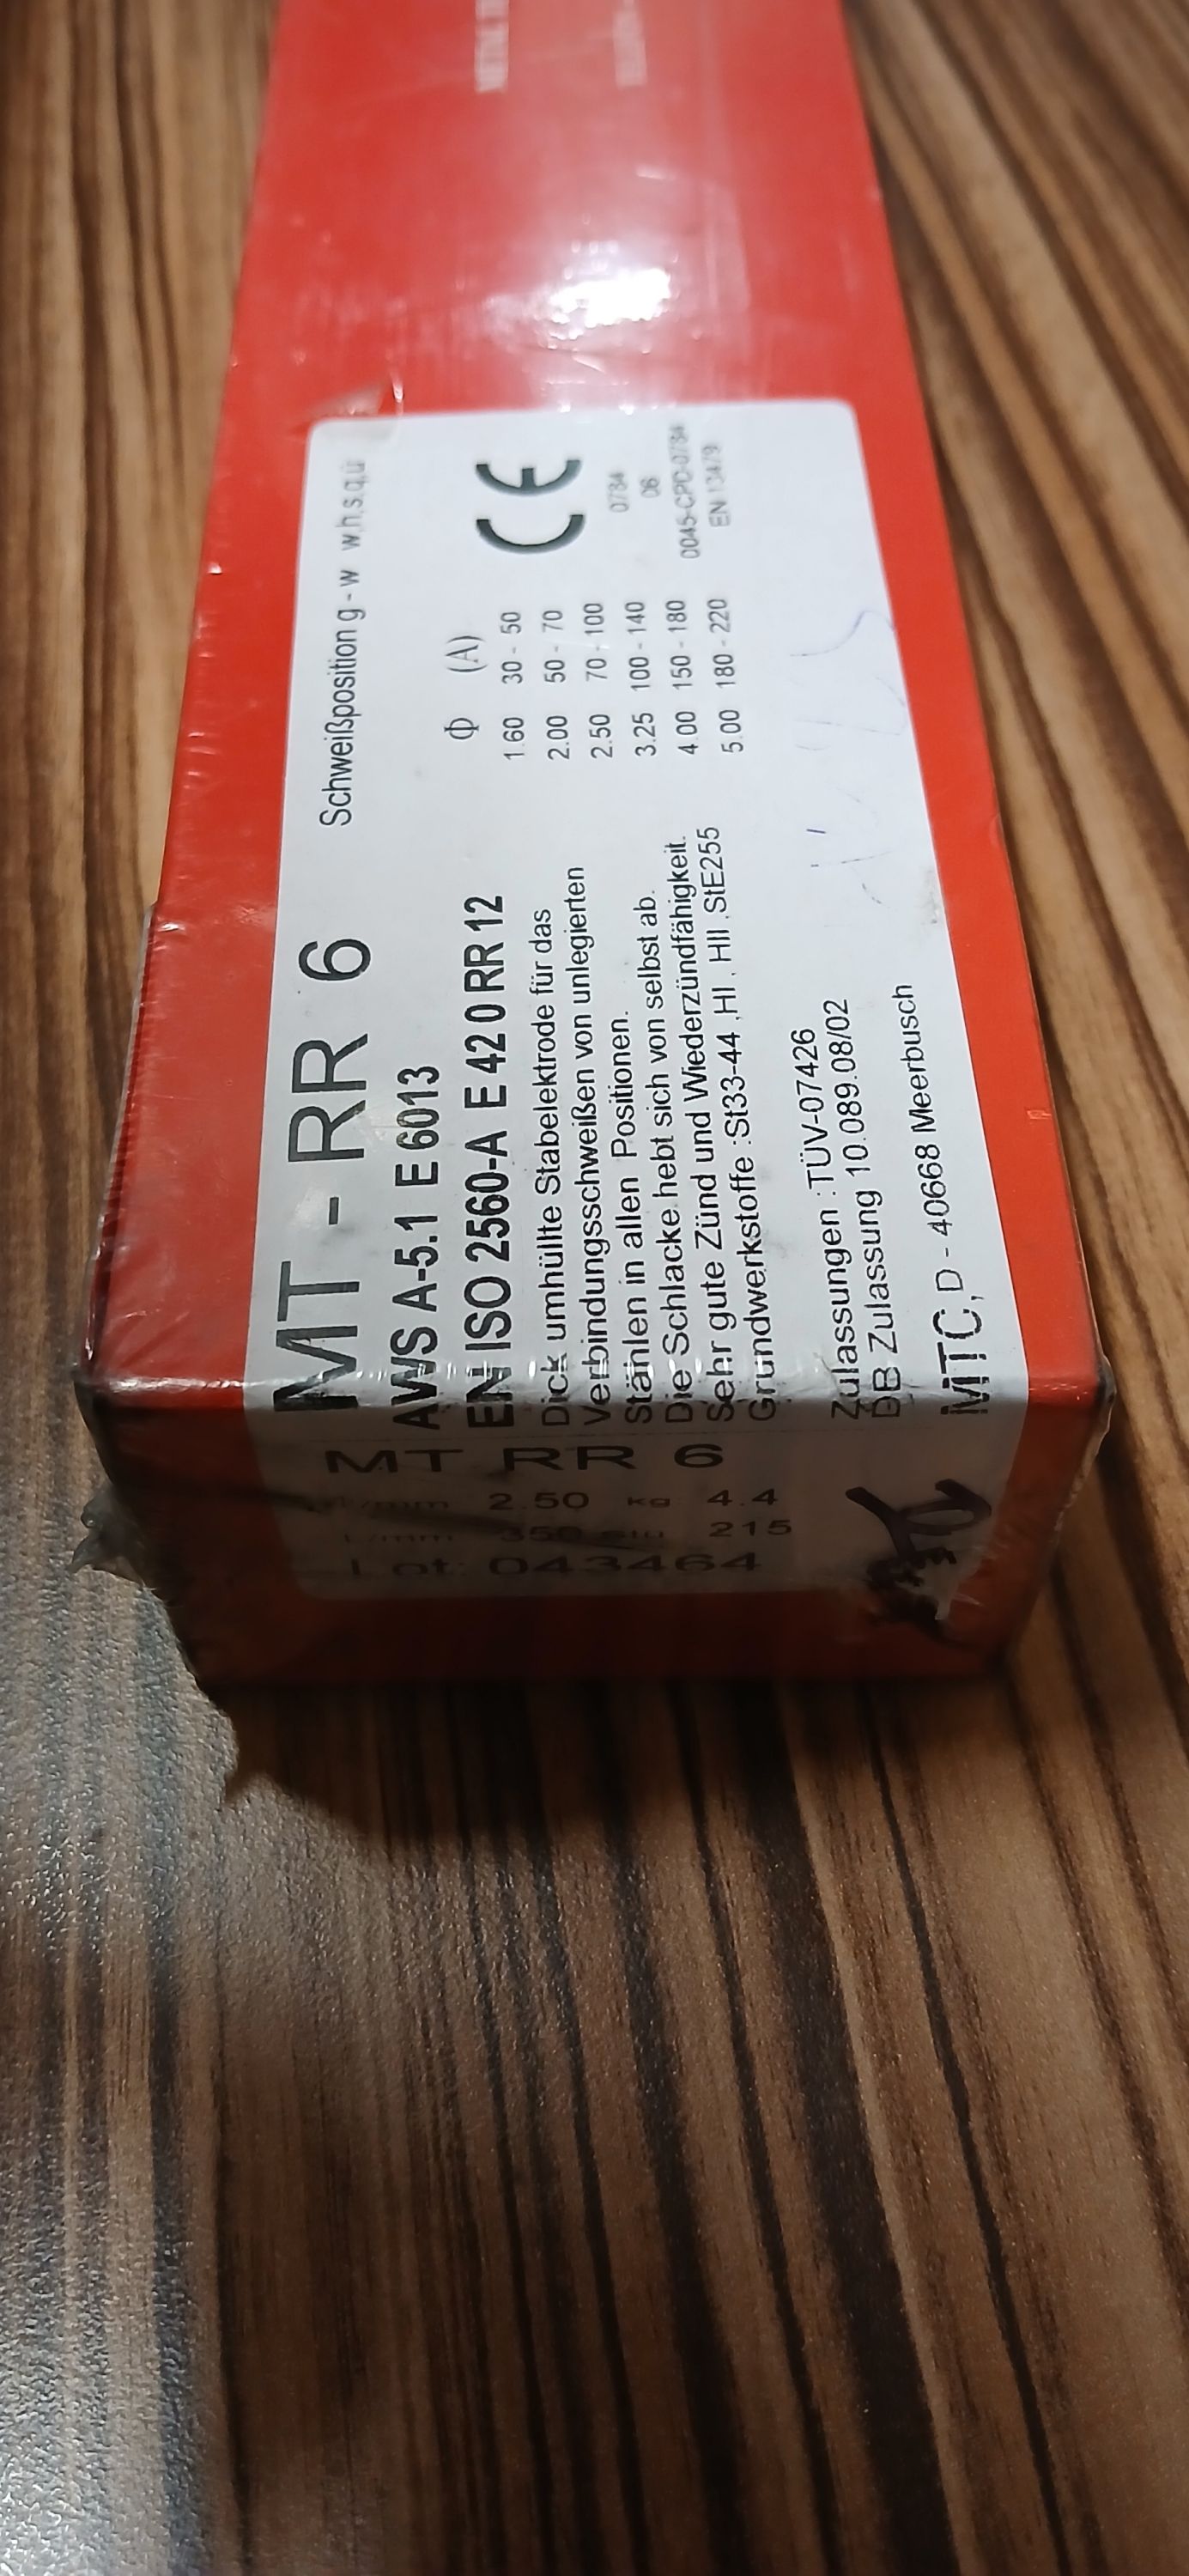 MT - RR 6
Schweißposition g - w w,h,s,q,ü
AWS A-5.1 E 6013
EN ISO 2560-A E 42 0 RR 12
Dick umhüllte Stabelektrode für das
Verbindungsschweißen von unlegierten
Stählen in allen Positionen.
Die Schlacke hebt sich von selbst ab.
Sehr gute Zünd und Wiederzündfähigkeit.
Grundwerkstoffe :St33-44 ,HI , HII ,StE255
Φ (A)
1.60 30 - 50
2.00 50 - 70
2.50 70 - 100
3.25 100 - 140
4.00 150 - 180
5.00 180 - 220
CE
0784
06
0045-CPD-0784
EN 13479
Zulassungen :TÜV-07426
DB Zulassung 10.089.08/02
MTC, D - 40668 Meerbusch
MT RR 6
2.50 kg 4.4
L/mm 350 215
Lot: 043464